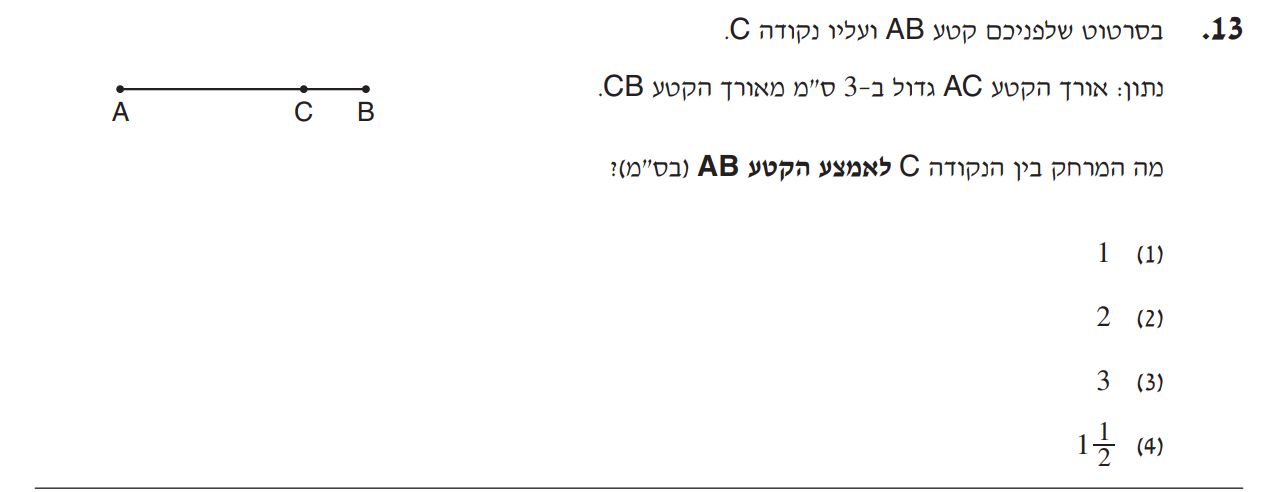 13. בסרטוט שלפניכם קטע AB ועליו נקודה C.
נתון: אורך הקטע AC גדול ב-3 ס"מ מאורך הקטע CB.
A C B
מה המרחק בין הנקודה C לאמצע הקטע AB (בס"מ)?
(1) 1
(2) 2
(3) 3
(4) 1 1/2